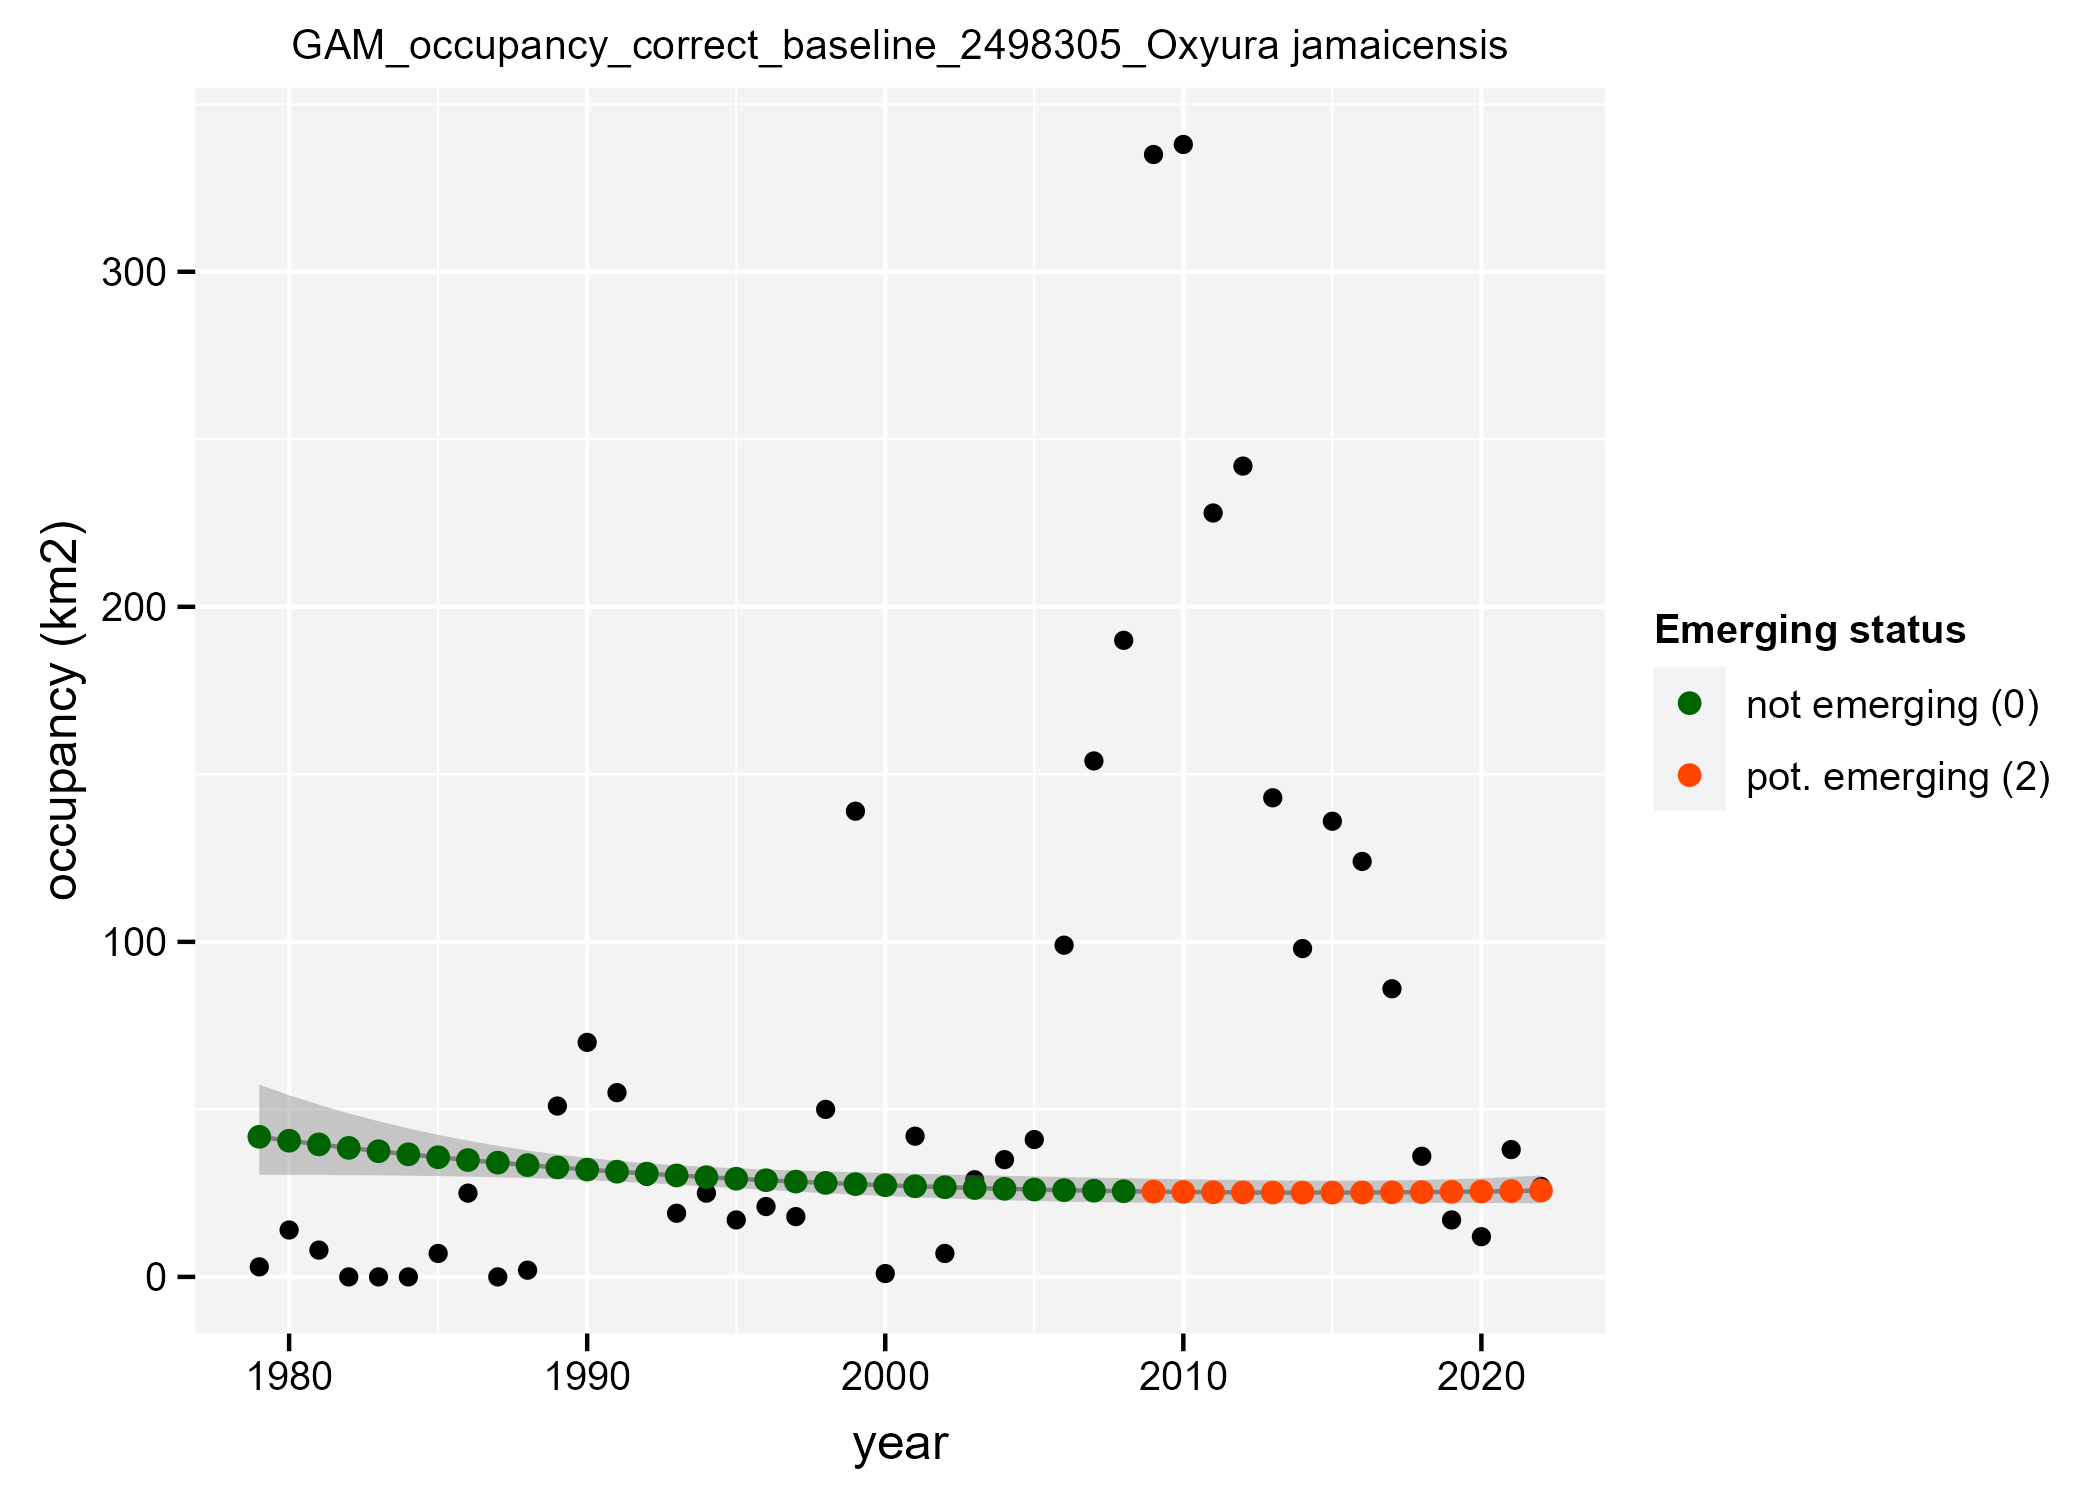 GAM_occupancy_correct_baseline_2498305_Oxyura jamaicensis
occupancy (km2)
300
200
100
0
1980 1990 2000 2010 2020
year
Emerging status
not emerging (0)
pot. emerging (2)